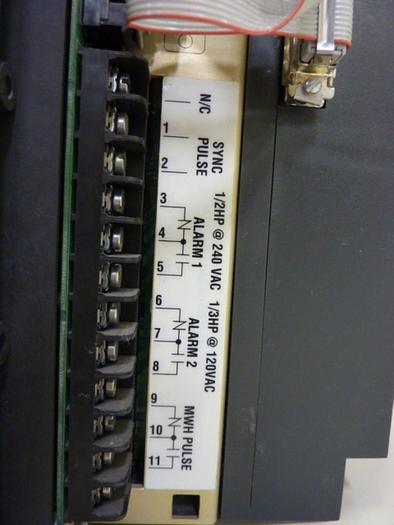 N/C
1
SYNC
PULSE
2
1/2HP @ 240 VAC 1/3HP @ 120VAC
3
4
ALARM 1
5
6
7
ALARM 2
8
9
10
MWH PULSE
11